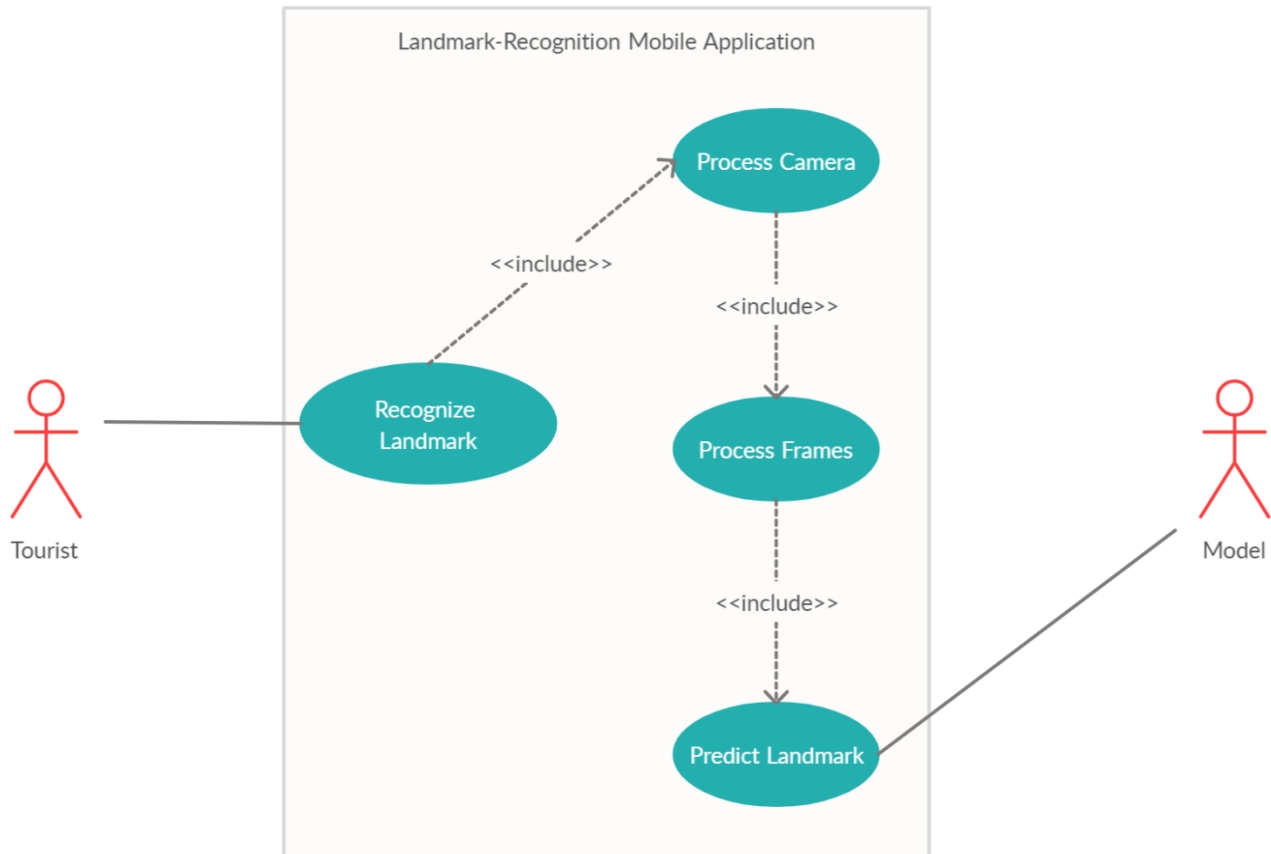 Landmark-Recognition Mobile Application
Process Camera
<<include>>
<<include>>
Recognize
Landmark
Process Frames
Tourist
Model
<<include>>
Predict Landmark